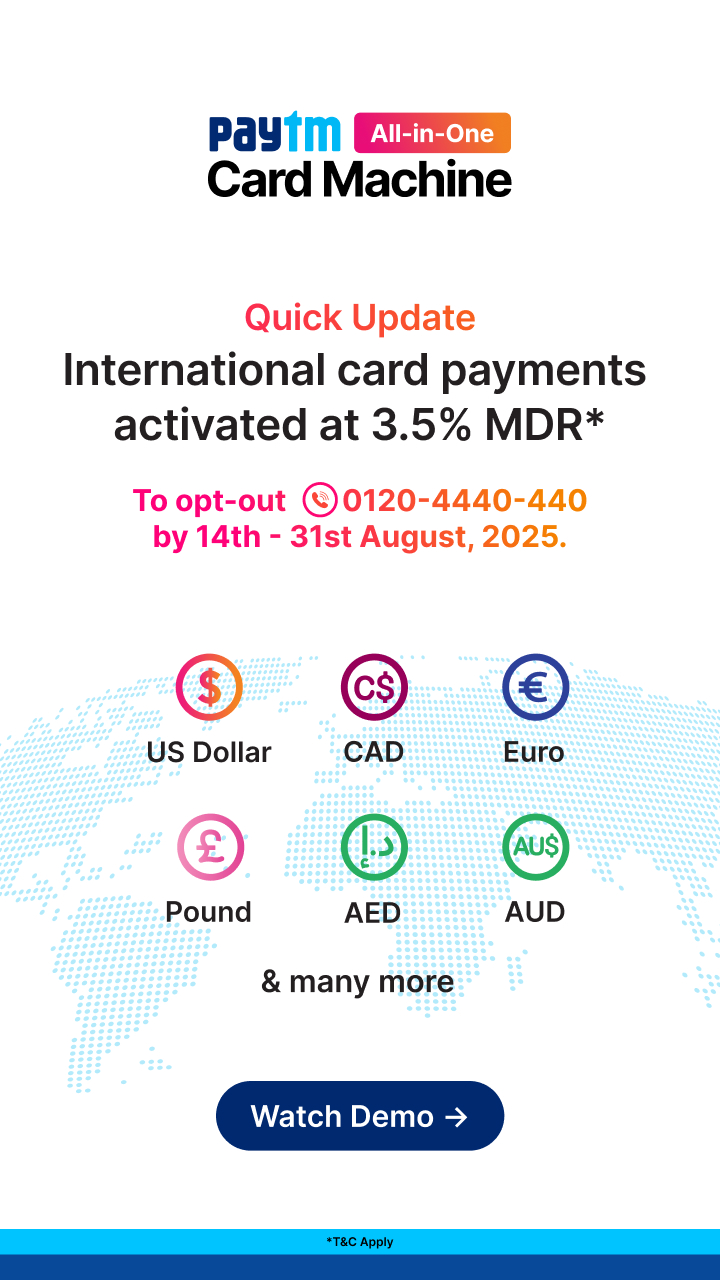 paytm All-in-One
Card Machine
Quick Update
International card payments
activated at 3.5% MDR*
To opt-out 0120-4440-440
by 14th - 31st August, 2025.
$ C$ €
US Dollar CAD Euro
£ د.إ AU$
Pound AED AUD
& many more
Watch Demo →
*T&C Apply